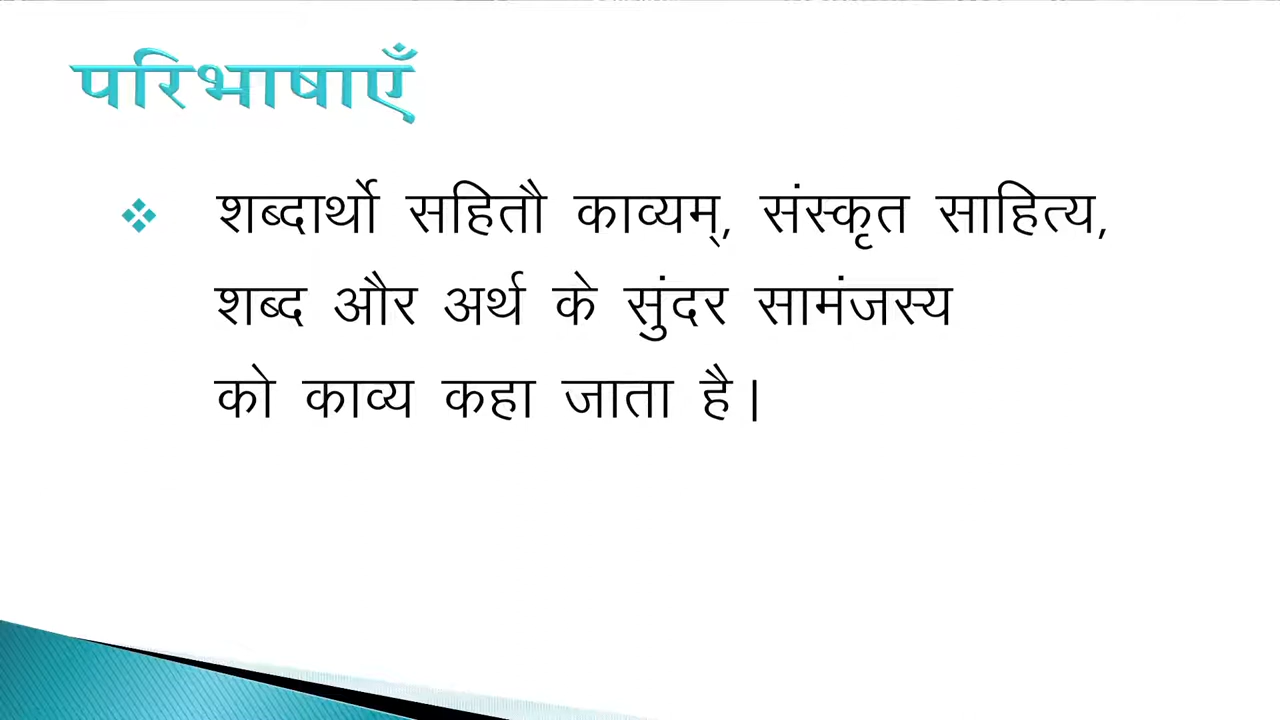 परिभाषाएँ
शब्दार्थो सहितौ काव्यम्, संस्कृत साहित्य,
शब्द और अर्थ के सुंदर सामंजस्य
को काव्य कहा जाता है।